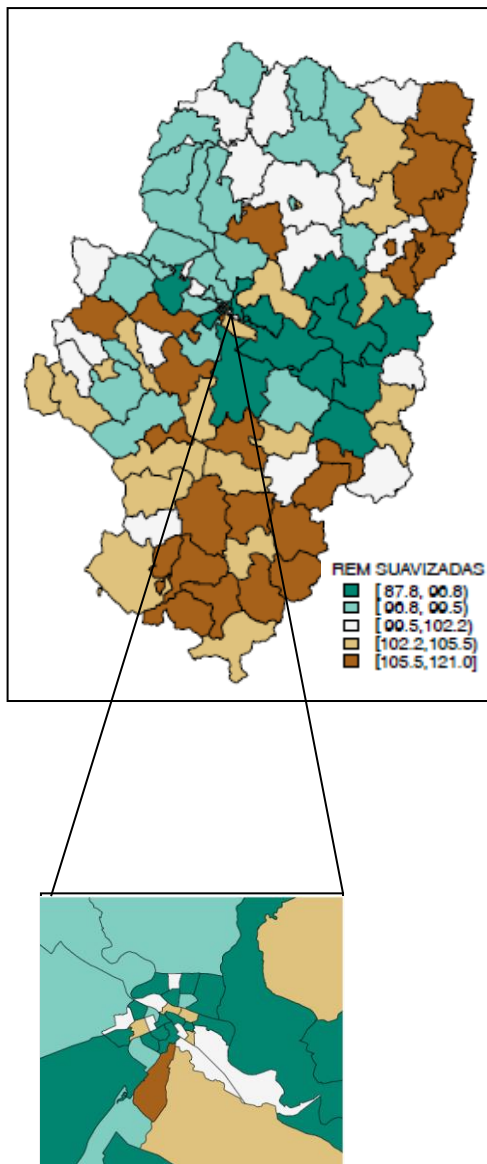 REM SUAVIZADAS
[ 87.8, 96.8)
[ 96.8, 99.5)
[ 99.5,102.2)
[102.2,105.5)
[105.5,121.0]